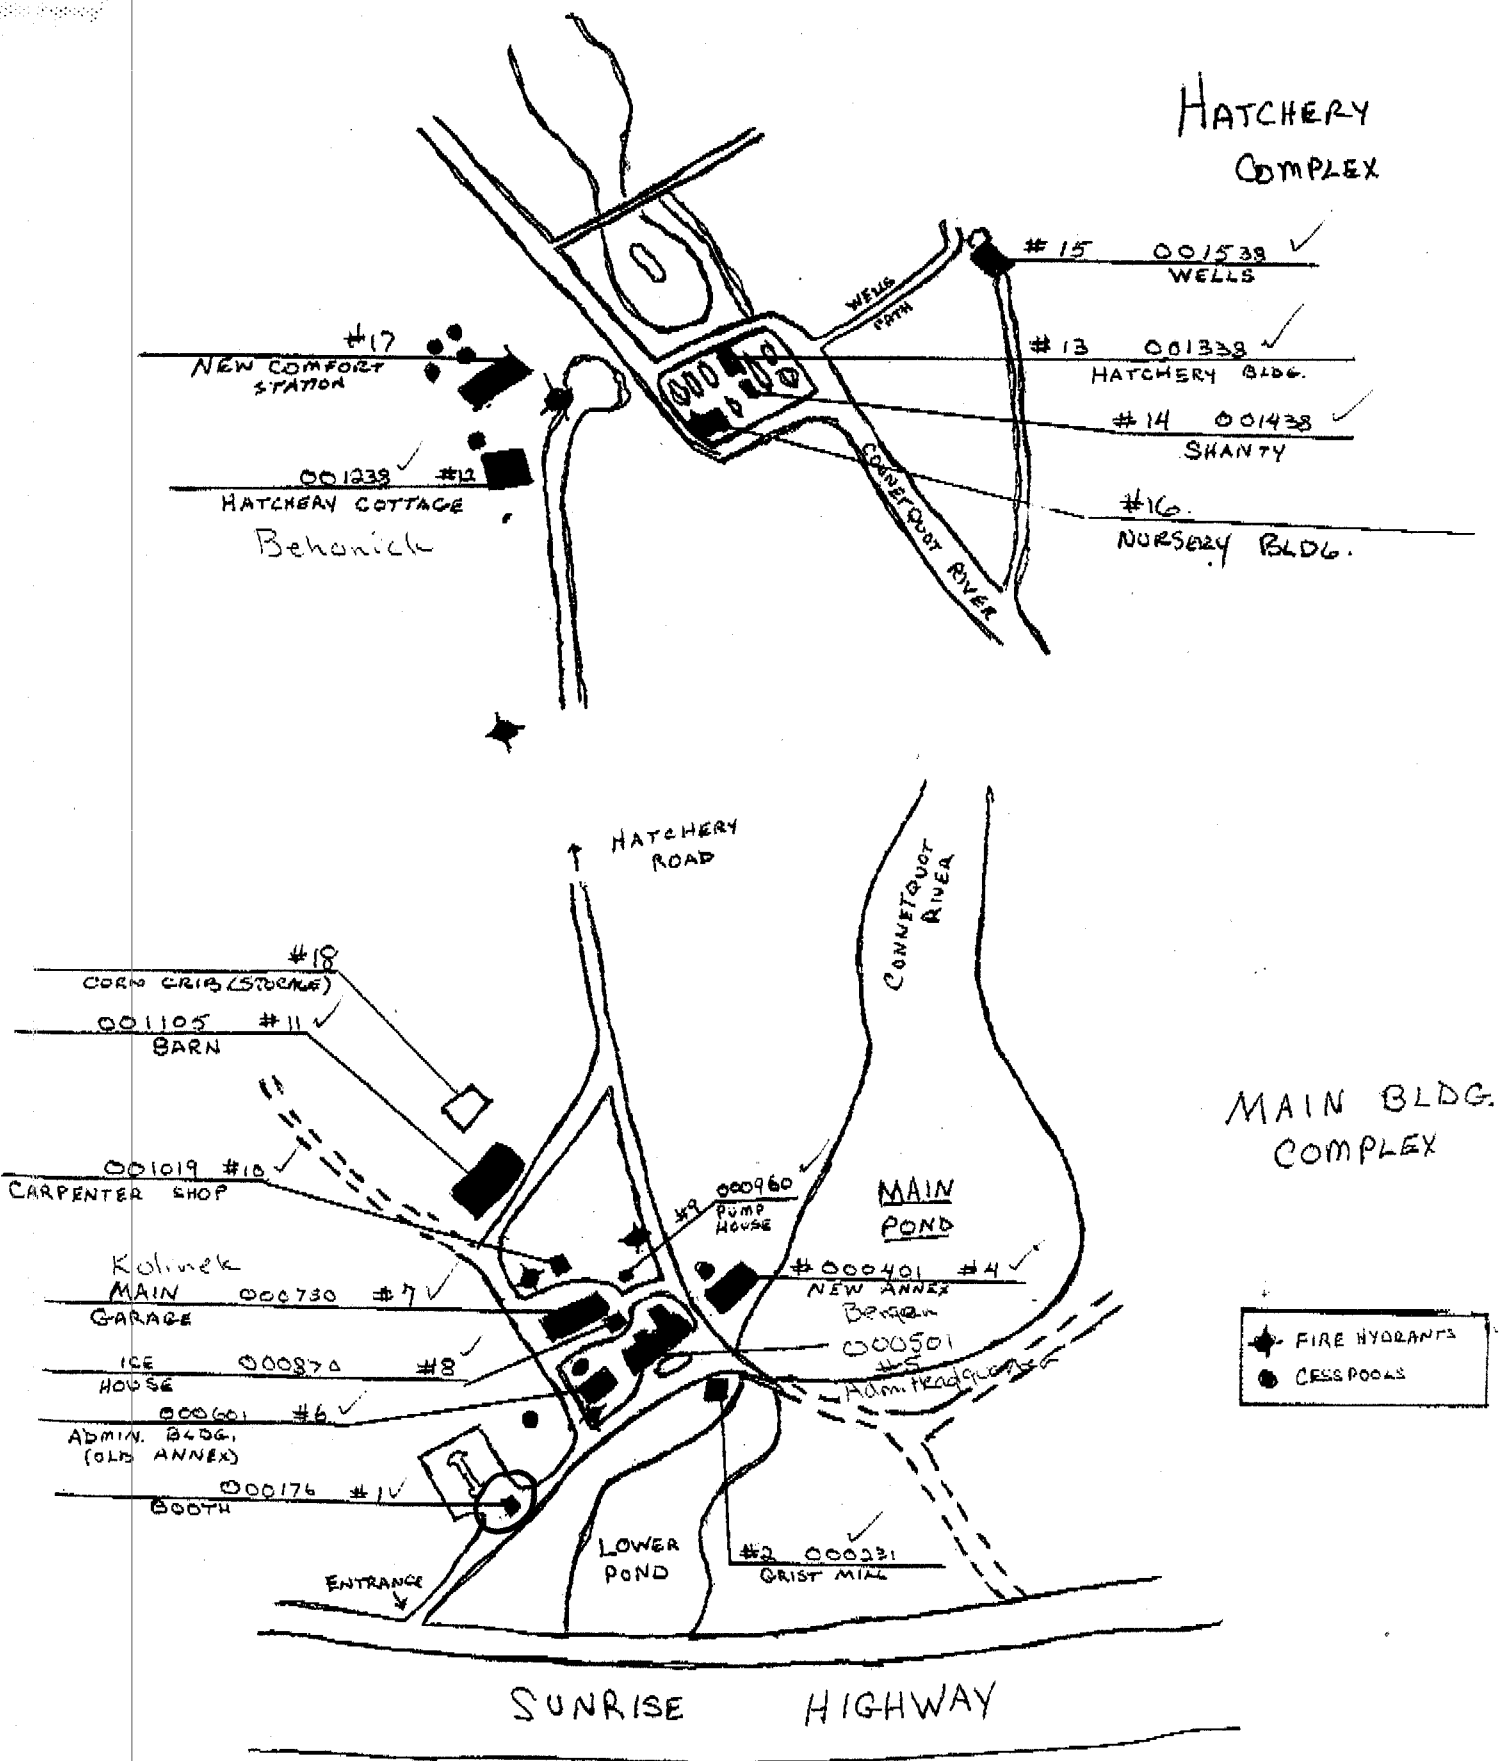 HATCHERY
COMPLEX
# 15 001538 ✓
WELLS
WELLS
PATH
#17
NEW COMFORT
STATION
# 13 001338 ✓
HATCHERY BLDG.
# 14 001438 ✓
SHANTY
001238 ✓ #12
HATCHERY COTTAGE
Behanick
#16.
NURSERY BLDG.
CONNETQUOT RIVER
HATCHERY
ROAD
CONNETQUOT
RIVER
#18
CORN CRIB (STORAGE)
001105 #11 ✓
BARN
MAIN BLDG.
COMPLEX
001019 #10 ✓
CARPENTER SHOP
#9 000960 ✓
PUMP
HOUSE
MAIN
POND
Kolinek
MAIN 000730 #7 ✓
GARAGE
# 000401 #4 ✓
NEW ANNEX
Bergen
000501
#5
Adm. Headquarters
ICE 000870 #8 ✓
HOUSE
000601 #6 ✓
ADMIN. BLDG.
(OLD ANNEX)
FIRE HYDRANTS
CESSPOOLS
000176 #1 ✓
BOOTH
LOWER
POND
#2 000231 ✓
GRIST MILL
ENTRANCE
SUNRISE HIGHWAY